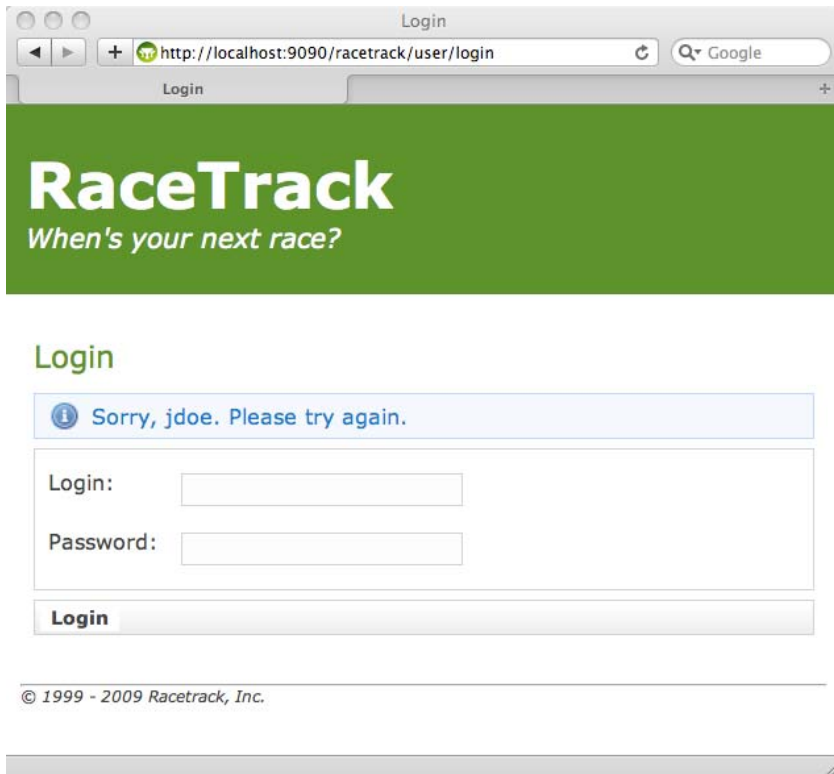 Login
http://localhost:9090/racetrack/user/login
Google
Login
RaceTrack
When's your next race?
Login
Sorry, jdoe. Please try again.
Login:
Password:
Login
© 1999 - 2009 Racetrack, Inc.